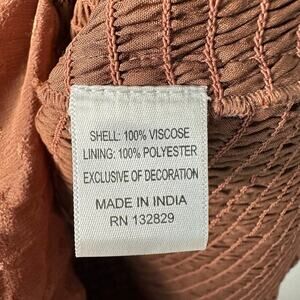 SHELL: 100% VISCOSE
LINING: 100% POLYESTER
EXCLUSIVE OF DECORATION
MADE IN INDIA
RN 132829